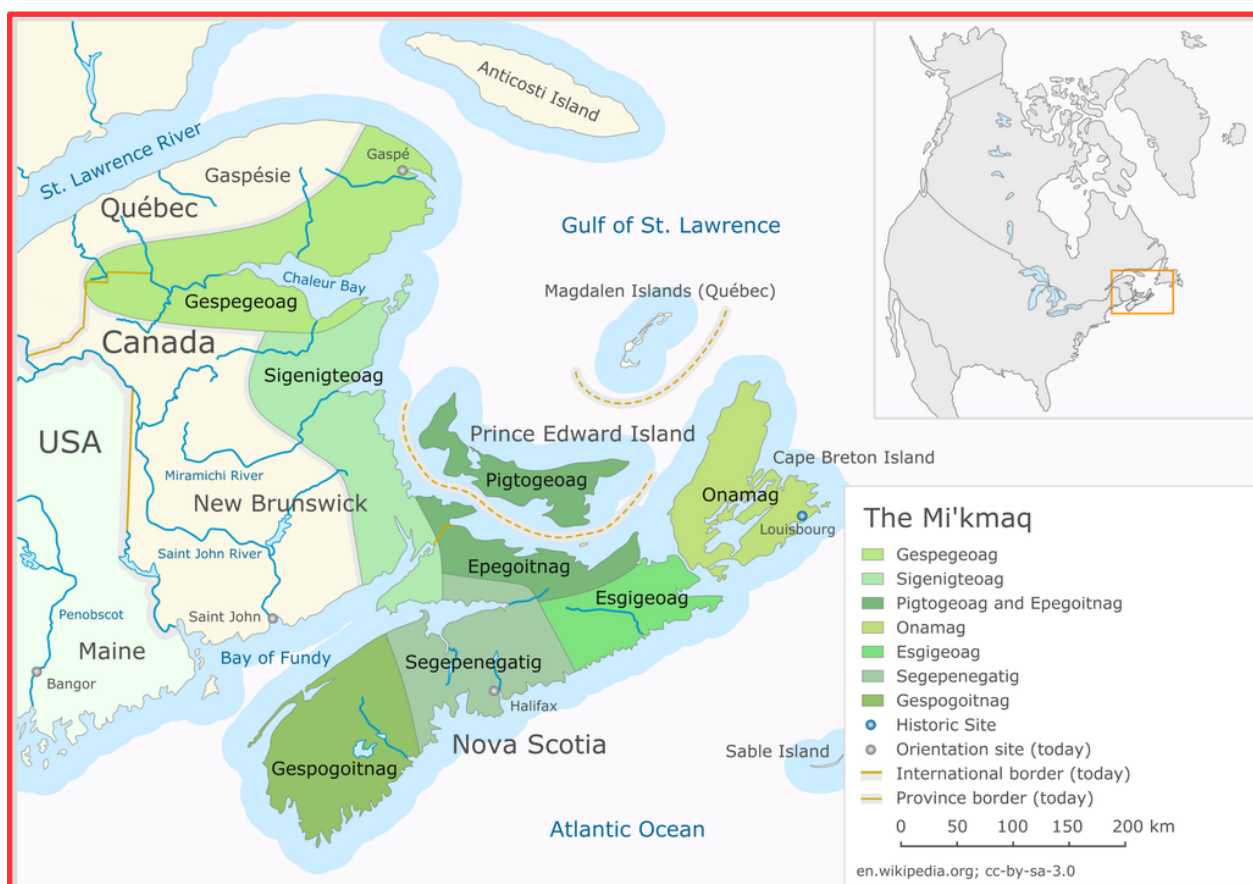 Anticosti Island
St. Lawrence River
Gaspé
Gaspésie
Québec
Gulf of St. Lawrence
Chaleur Bay
Gespegeoag
Magdalen Islands (Québec)
Canada
Sigenigteoag
USA
Prince Edward Island
Cape Breton Island
Miramichi River
Pigtogeoag
Onamag
New Brunswick
Louisbourg
Saint John River
Epegoitnag
Esgigeoag
Penobscot
Saint John
Maine
Bay of Fundy
Segepenegatig
Bangor
Halifax
Nova Scotia
Sable Island
Gespogoitnag
Atlantic Ocean
The Mi'kmaq
Gespegeoag
Sigenigteoag
Pigtogeoag and Epegoitnag
Onamag
Esgigeoag
Segepenegatig
Gespogoitnag
Historic Site
Orientation site (today)
International border (today)
Province border (today)
0 50 100 150 200 km
en.wikipedia.org; cc-by-sa-3.0